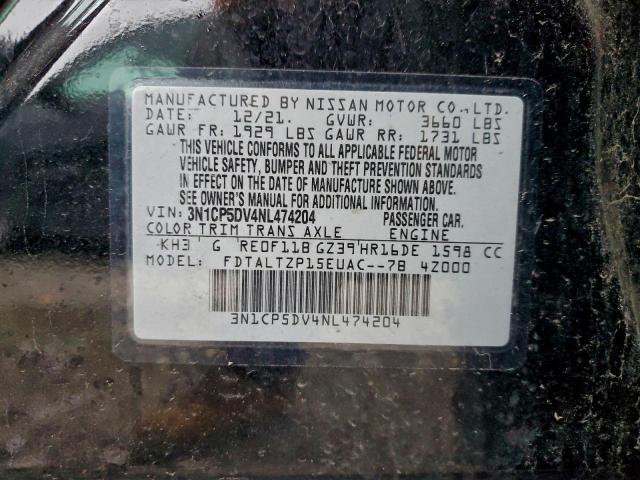 MANUFACTURED BY NISSAN MOTOR CO.,LTD.
DATE: 12/21. GVWR: 3660 LBS
GAWR FR: 1929 LBS GAWR RR: 1731 LBS
THIS VEHICLE CONFORMS TO ALL APPLICABLE FEDERAL MOTOR
VEHICLE SAFETY, BUMPER AND THEFT PREVENTION STANDARDS
IN EFFECT ON THE DATE OF MANUFACTURE SHOWN ABOVE.
SEE OWNER'S MANUAL FOR ADDITIONAL INFORMATION
VIN: 3N1CP5DV4NL474204 PASSENGER CAR.
COLOR TRIM TRANS AXLE ENGINE
KH3 G RE0F11B GZ39 HR16DE 1598 CC
MODEL: FDTALTZP15EUAC--78 4Z000
3N1CP5DV4NL474204